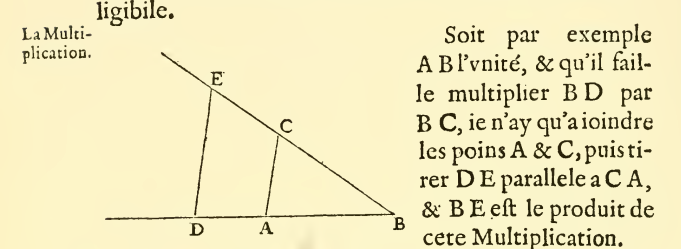 ligibile.
La Multi-
plication.
E
C
D
A
B
Soit par exemple
A B l'vnité, & qu'il fail-
le multiplier B D par
B C, ie n'ay qu'a ioindre
les poins A & C, puis ti-
rer D E parallele a C A,
& B E eſt le produit de
cete Multiplication.